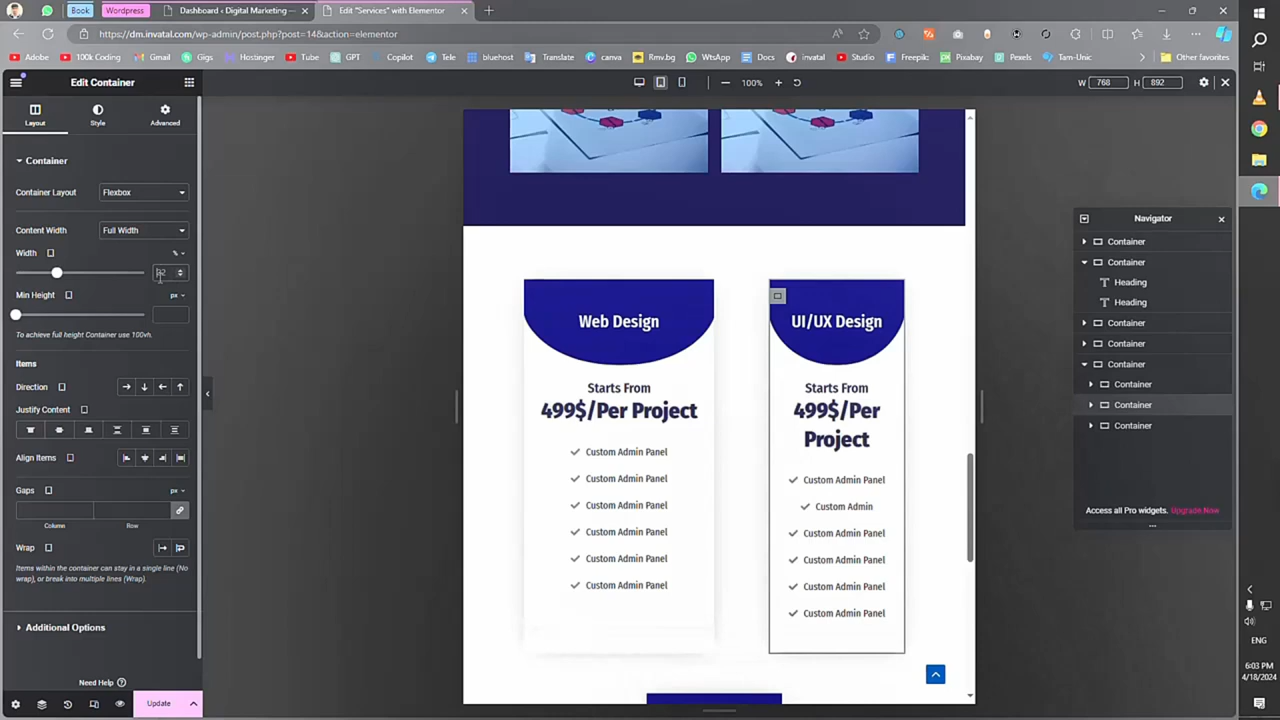 Book
Wordpress
Dashboard ‹ Digital Marketing —
Edit "Services" with Elementor
https://dm.invatal.com/wp-admin/post.php?post=14&action=elementor
Adobe
100k Coding
Gmail
Gigs
Hostinger
Tube
GPT
Copilot
Tele
bluehost
Translate
canva
Rmv.bg
WhatsApp
Docs
invatal
Studio
Freepik
Pixabay
Pexels
Tam-Unic
Other favorites
Edit Container
100%
W 768 H 892
Layout
Style
Advanced
Container
Container Layout
Flexbox
Content Width
Full Width
Width
%
Min Height
px
To achieve full height Container use 100vh.
Items
Direction
Justify Content
Align Items
Gaps
px
Column
Row
Wrap
Items within the container can stay in a single line (No
wrap), or break into multiple lines (Wrap).
Additional Options
Need Help
Update
Web Design
Starts From
499$/Per Project
Custom Admin Panel
Custom Admin Panel
Custom Admin Panel
Custom Admin Panel
Custom Admin Panel
Custom Admin Panel
UI/UX Design
Starts From
499$/Per
Project
Custom Admin Panel
Custom Admin
Custom Admin Panel
Custom Admin Panel
Custom Admin Panel
Custom Admin Panel
Navigator
Container
Container
Heading
Heading
Container
Container
Container
Container
Container
Container
Access all Pro widgets. Upgrade Now
ENG
6:03 PM
4/18/2024